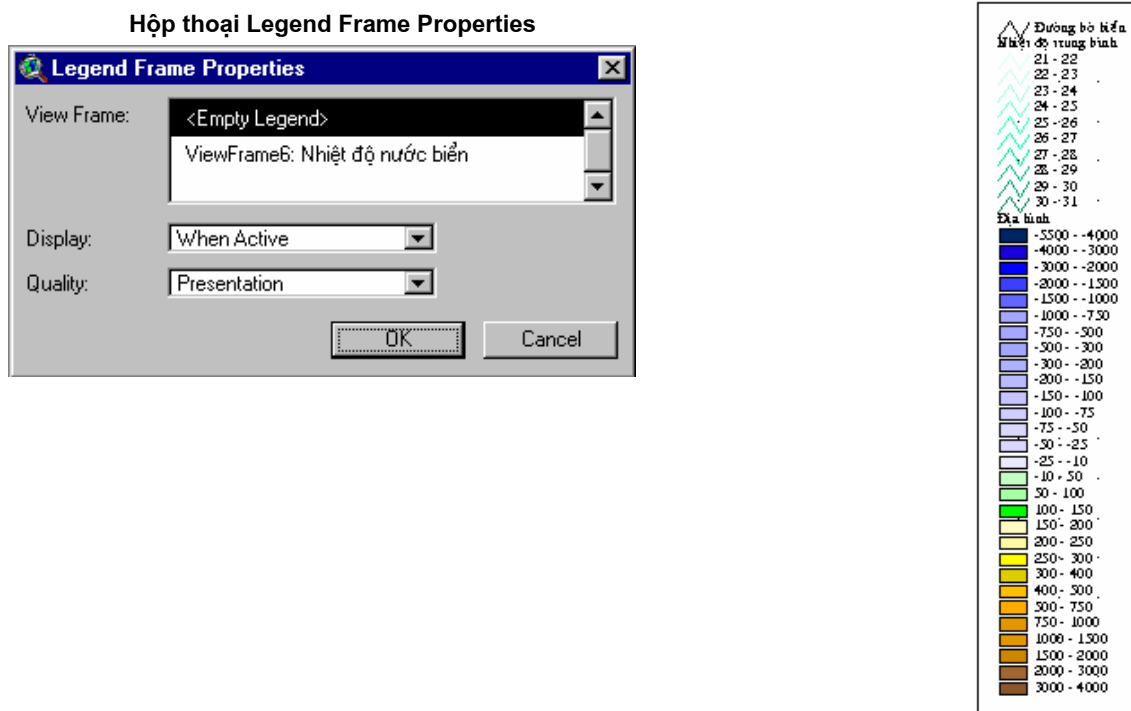 Hộp thoại Legend Frame Properties
Legend Frame Properties
View Frame:
<Empty Legend>
ViewFrame6: Nhiệt độ nước biển
Display:
When Active
Quality:
Presentation
OK
Cancel
Đường bờ biển
Nhiệt độ trung bình
21 - 22
22 - 23
23 - 24
24 - 25
25 - 26
26 - 27
27 - 28
28 - 29
29 - 30
30 - 31
Địa hình
-5500 - -4000
-4000 - -3000
-3000 - -2000
-2000 - -1500
-1500 - -1000
-1000 - -750
-750 - -500
-500 - -300
-300 - -200
-200 - -150
-150 - -100
-100 - -75
-75 - -50
-50 - -25
-25 - -10
-10 - 50
50 - 100
100 - 150
150 - 200
200 - 250
250 - 300
300 - 400
400 - 500
500 - 750
750 - 1000
1000 - 1500
1500 - 2000
2000 - 3000
3000 - 4000